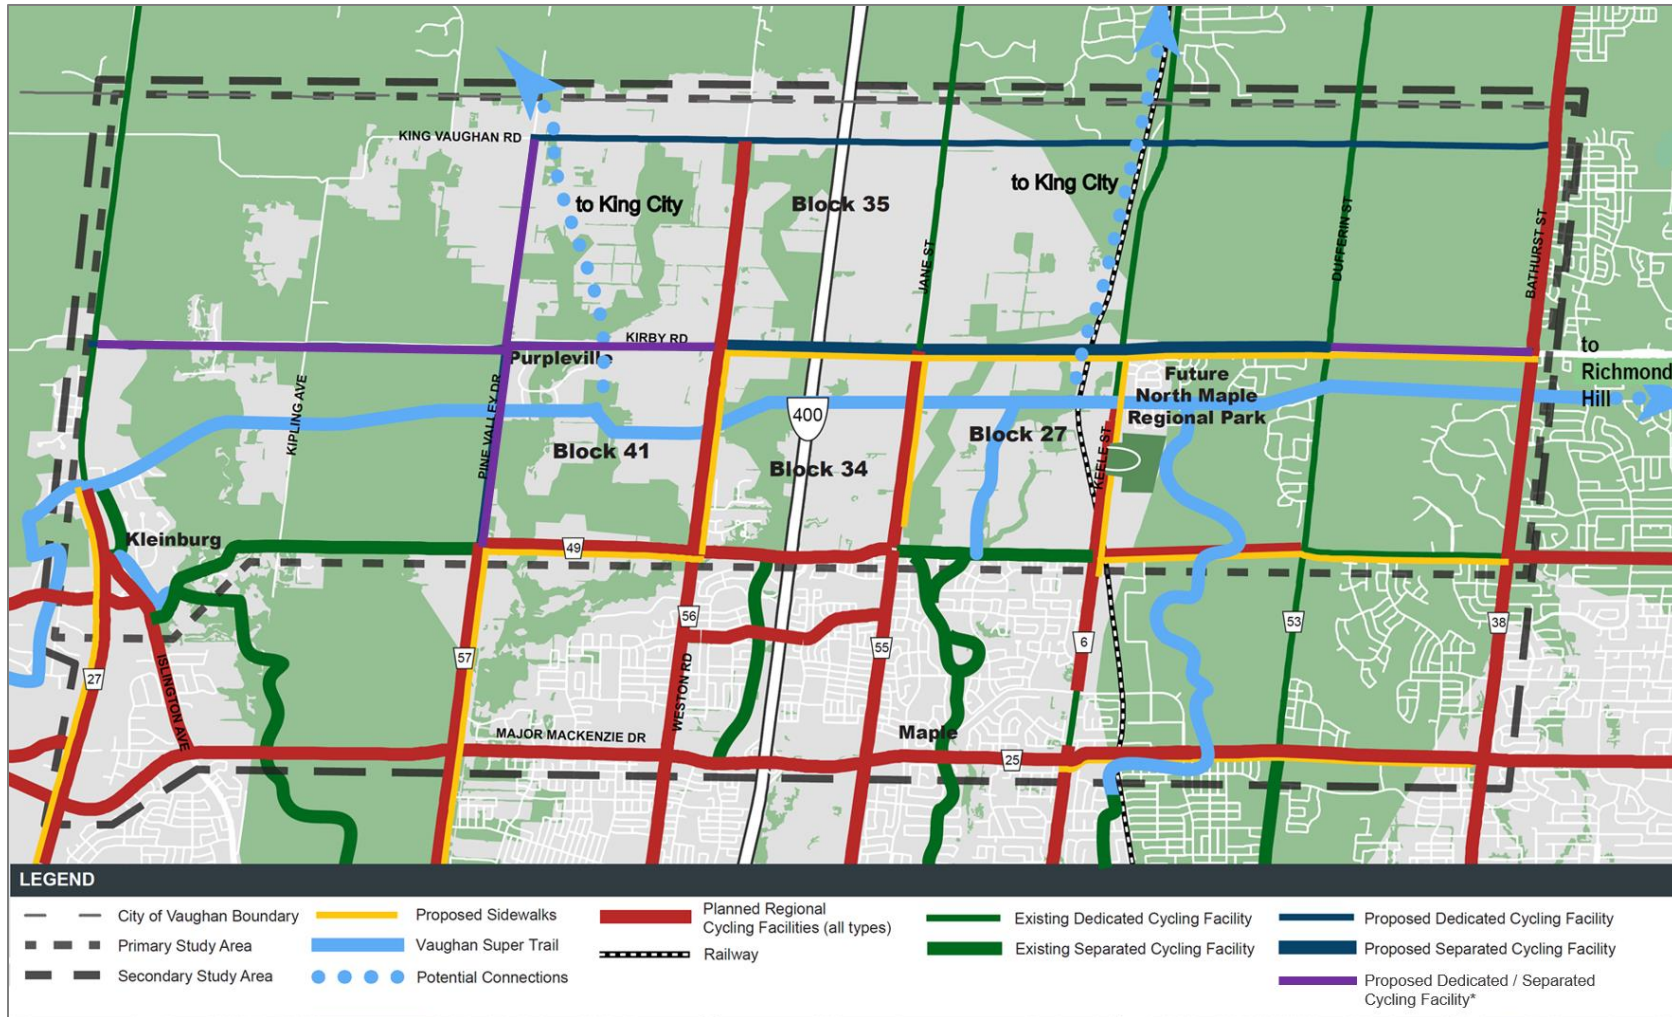 KING VAUGHAN RD
to King City
to King City
Block 35
JANE ST
DUFFERIN ST
BATHURST ST
KIRBY RD
Purpleville
to
Richmond
Hill
Future
North Maple
Regional Park
KIPLING AVE
PINE VALLEY DR
400
Block 41
Block 34
Block 27
KEELE ST
Kleinburg
49
56
57
55
6
53
38
27
ISLINGTON AVE
WESTON RD
MAJOR MACKENZIE DR
Maple
25
LEGEND
City of Vaughan Boundary
Primary Study Area
Secondary Study Area
Proposed Sidewalks
Vaughan Super Trail
Potential Connections
Planned Regional
Cycling Facilities (all types)
Railway
Existing Dedicated Cycling Facility
Existing Separated Cycling Facility
Proposed Dedicated Cycling Facility
Proposed Separated Cycling Facility
Proposed Dedicated / Separated
Cycling Facility*